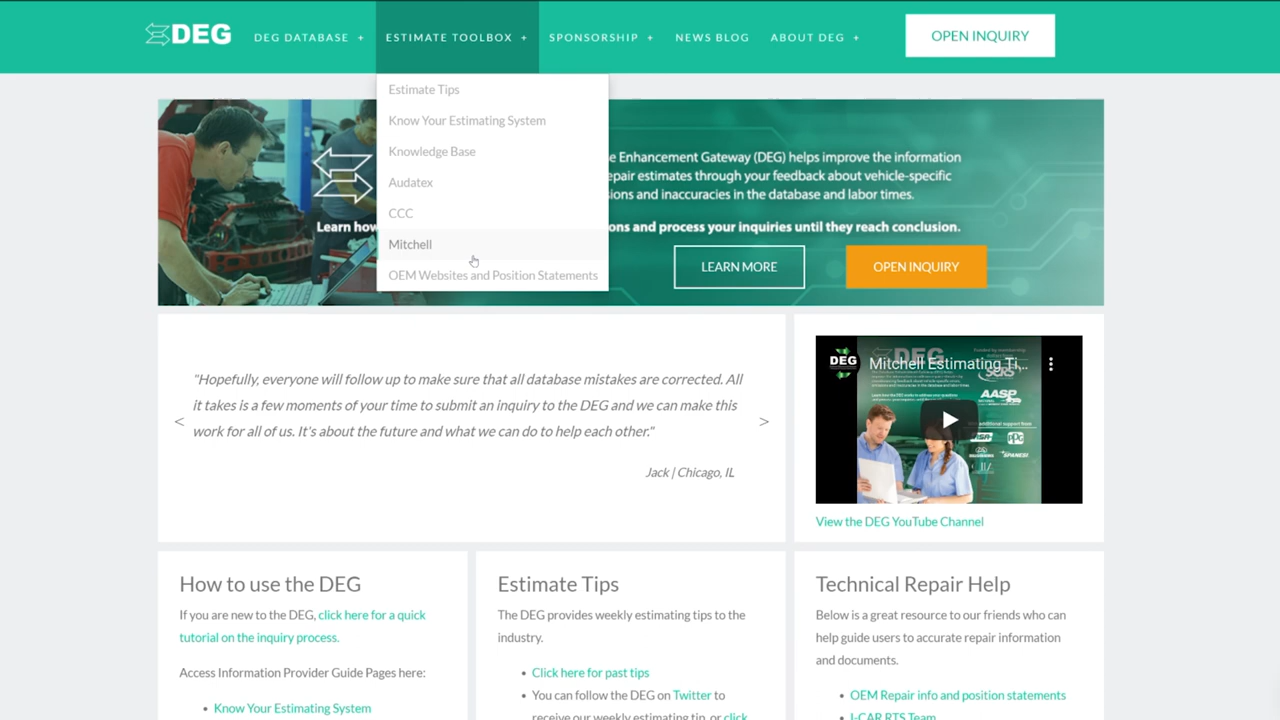 DEG
DEG DATABASE +
ESTIMATE TOOLBOX +
SPONSORSHIP +
NEWS BLOG
ABOUT DEG +
OPEN INQUIRY
Estimate Tips
Know Your Estimating System
Knowledge Base
Audatex
CCC
Mitchell
OEM Websites and Position Statements
Enhancement Gateway (DEG) helps improve the information
repair estimates through your feedback about vehicle-specific
and inaccuracies in the database and labor times.
Learn how
and process your inquiries until they reach conclusion.
LEARN MORE
OPEN INQUIRY
"Hopefully, everyone will follow up to make sure that all database mistakes are corrected. All
it takes is a few moments of your time to submit an inquiry to the DEG and we can make this
work for all of us. It's about the future and what we can do to help each other."
<
>
Jack | Chicago, IL
DEG
Mitchell Estimating Ti...
DEG
AASP
PPG
View the DEG YouTube Channel
How to use the DEG
If you are new to the DEG, click here for a quick
tutorial on the inquiry process.
Access Information Provider Guide Pages here:
• Know Your Estimating System
Estimate Tips
The DEG provides weekly estimating tips to the
industry.
• Click here for past tips
• You can follow the DEG on Twitter to
receive our weekly estimating tip, or click
Technical Repair Help
Below is a great resource to our friends who can
help guide users to accurate repair information
and documents.
• OEM Repair info and position statements
• I-CAR RTS Team